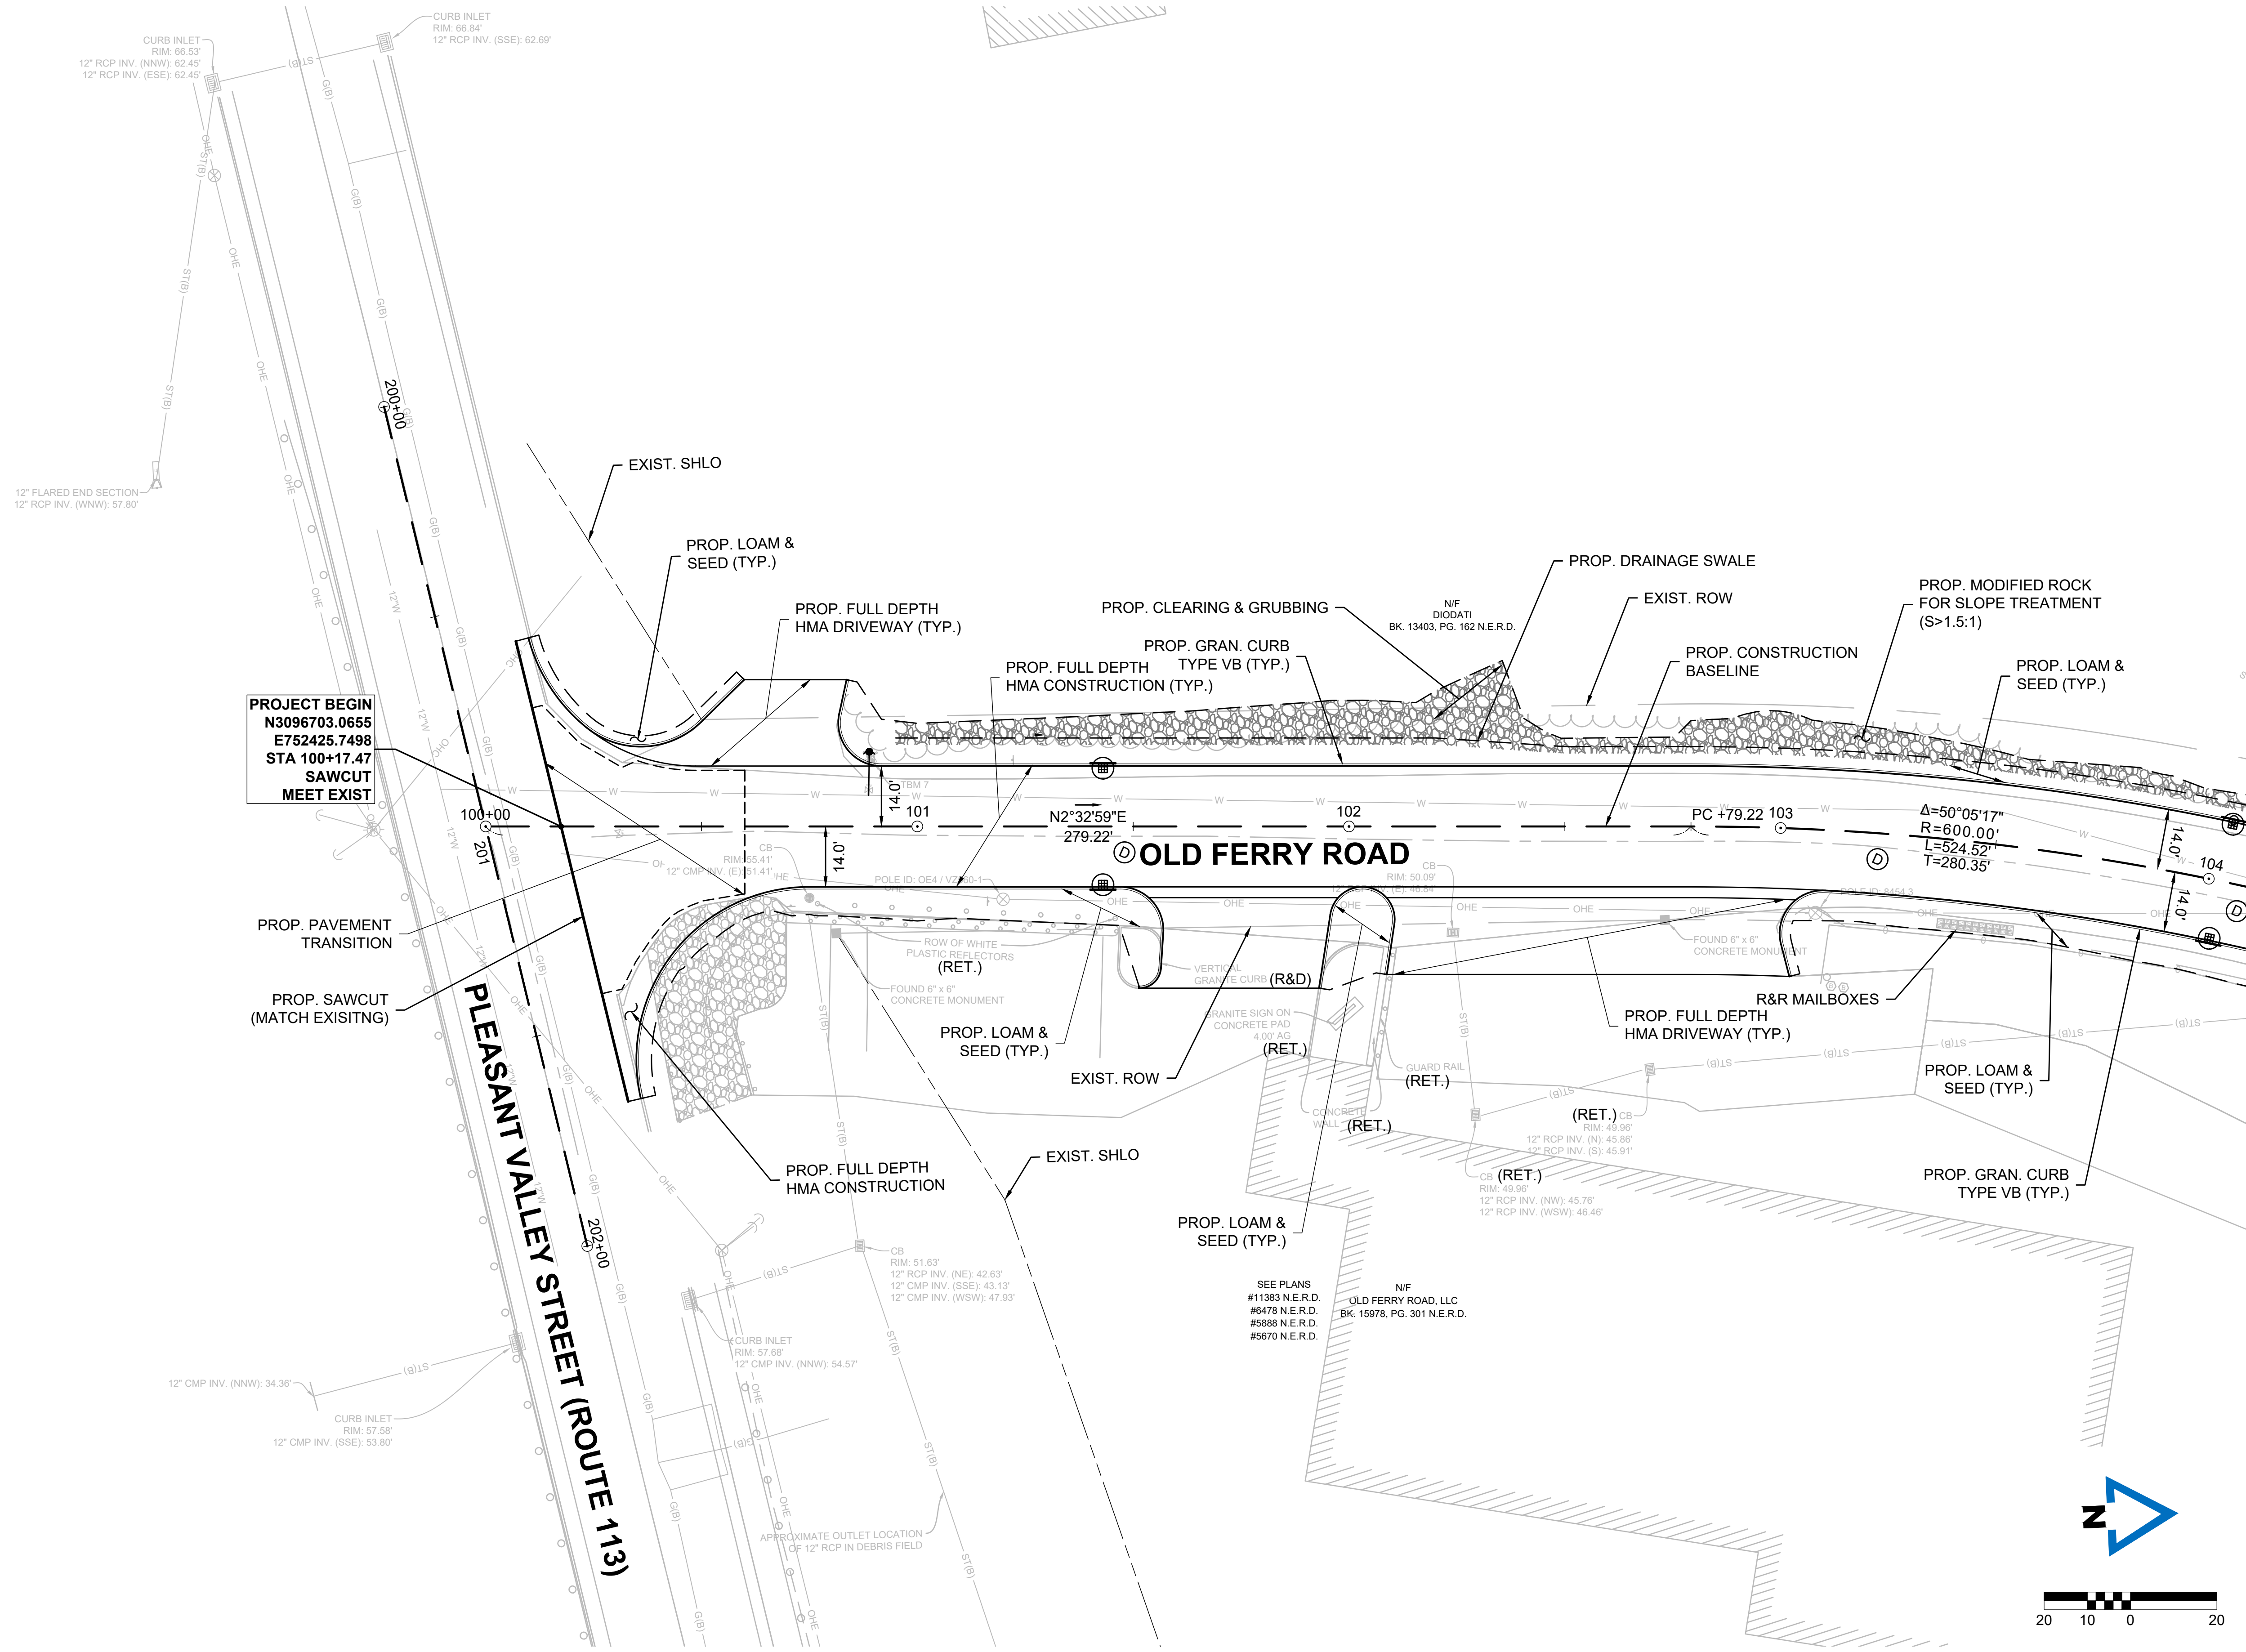 CURB INLET
RIM: 66.84'
12" RCP INV. (SSE): 62.69'
CURB INLET
RIM: 66.53'
12" RCP INV. (NNW): 62.45'
12" RCP INV. (ESE): 62.45'
12" FLARED END SECTION
12" RCP INV. (WNW): 57.80'
200+00
EXIST. SHLO
PROP. LOAM &
SEED (TYP.)
PROP. FULL DEPTH
HMA DRIVEWAY (TYP.)
PROP. CLEARING & GRUBBING
N/F
DIODATI
BK. 13403, PG. 162 N.E.R.D.
PROP. DRAINAGE SWALE
EXIST. ROW
PROP. MODIFIED ROCK
FOR SLOPE TREATMENT
(S>1.5:1)
PROP. GRAN. CURB
TYPE VB (TYP.)
PROP. FULL DEPTH
HMA CONSTRUCTION (TYP.)
PROP. CONSTRUCTION
BASELINE
PROP. LOAM &
SEED (TYP.)
PROJECT BEGIN
N3096703.0655
E752425.7498
STA 100+17.47
SAWCUT
MEET EXIST
TBM 7
14.0'
100+00
101
N2°32'59"E
279.22'
102
PC +79.22
103
Δ=50°05'17"
R=600.00'
L=524.52'
T=280.35'
14.0'
104
201
14.0'
14.0'
D
OLD FERRY ROAD
D
D
CB
RIM: 55.41'
12" CMP INV. (E): 51.41'
CB
RIM: 50.09'
PROP. PAVEMENT
TRANSITION
ROW OF WHITE
PLASTIC REFLECTORS
(RET.)
FOUND 6" x 6"
CONCRETE MONUMENT
VERTICAL
GRANITE CURB (R&D)
FOUND 6" x 6"
CONCRETE MONUMENT
PROP. SAWCUT
(MATCH EXISITNG)
PROP. LOAM &
SEED (TYP.)
GRANITE SIGN ON
CONCRETE PAD
4.00' AG
(RET.)
R&R MAILBOXES
PROP. FULL DEPTH
HMA DRIVEWAY (TYP.)
EXIST. ROW
GUARD RAIL
(RET.)
PROP. LOAM &
SEED (TYP.)
CONCRETE
WALL (RET.)
(RET.)
CB
RIM: 49.96'
12" RCP INV. (N): 45.86'
12" RCP INV. (S): 45.91'
CB (RET.)
RIM: 49.96'
12" RCP INV. (NW): 45.76'
12" RCP INV. (WSW): 46.46'
EXIST. SHLO
PROP. FULL DEPTH
HMA CONSTRUCTION
PROP. GRAN. CURB
TYPE VB (TYP.)
PROP. LOAM &
SEED (TYP.)
202+00
PLEASANT VALLEY STREET (ROUTE 113)
CB
RIM: 51.63'
12" RCP INV. (NE): 42.63'
12" CMP INV. (SSE): 43.13'
12" CMP INV. (WSW): 47.93'
SEE PLANS
#11383 N.E.R.D.
#6478 N.E.R.D.
#5888 N.E.R.D.
#5670 N.E.R.D.
N/F
OLD FERRY ROAD, LLC
BK. 15978, PG. 301 N.E.R.D.
CURB INLET
RIM: 57.68'
12" CMP INV. (NNW): 54.57'
12" CMP INV. (NNW): 34.36'
CURB INLET
RIM: 57.58'
12" CMP INV. (SSE): 53.80'
APPROXIMATE OUTLET LOCATION
OF 12" RCP IN DEBRIS FIELD
N
20 10 0 20